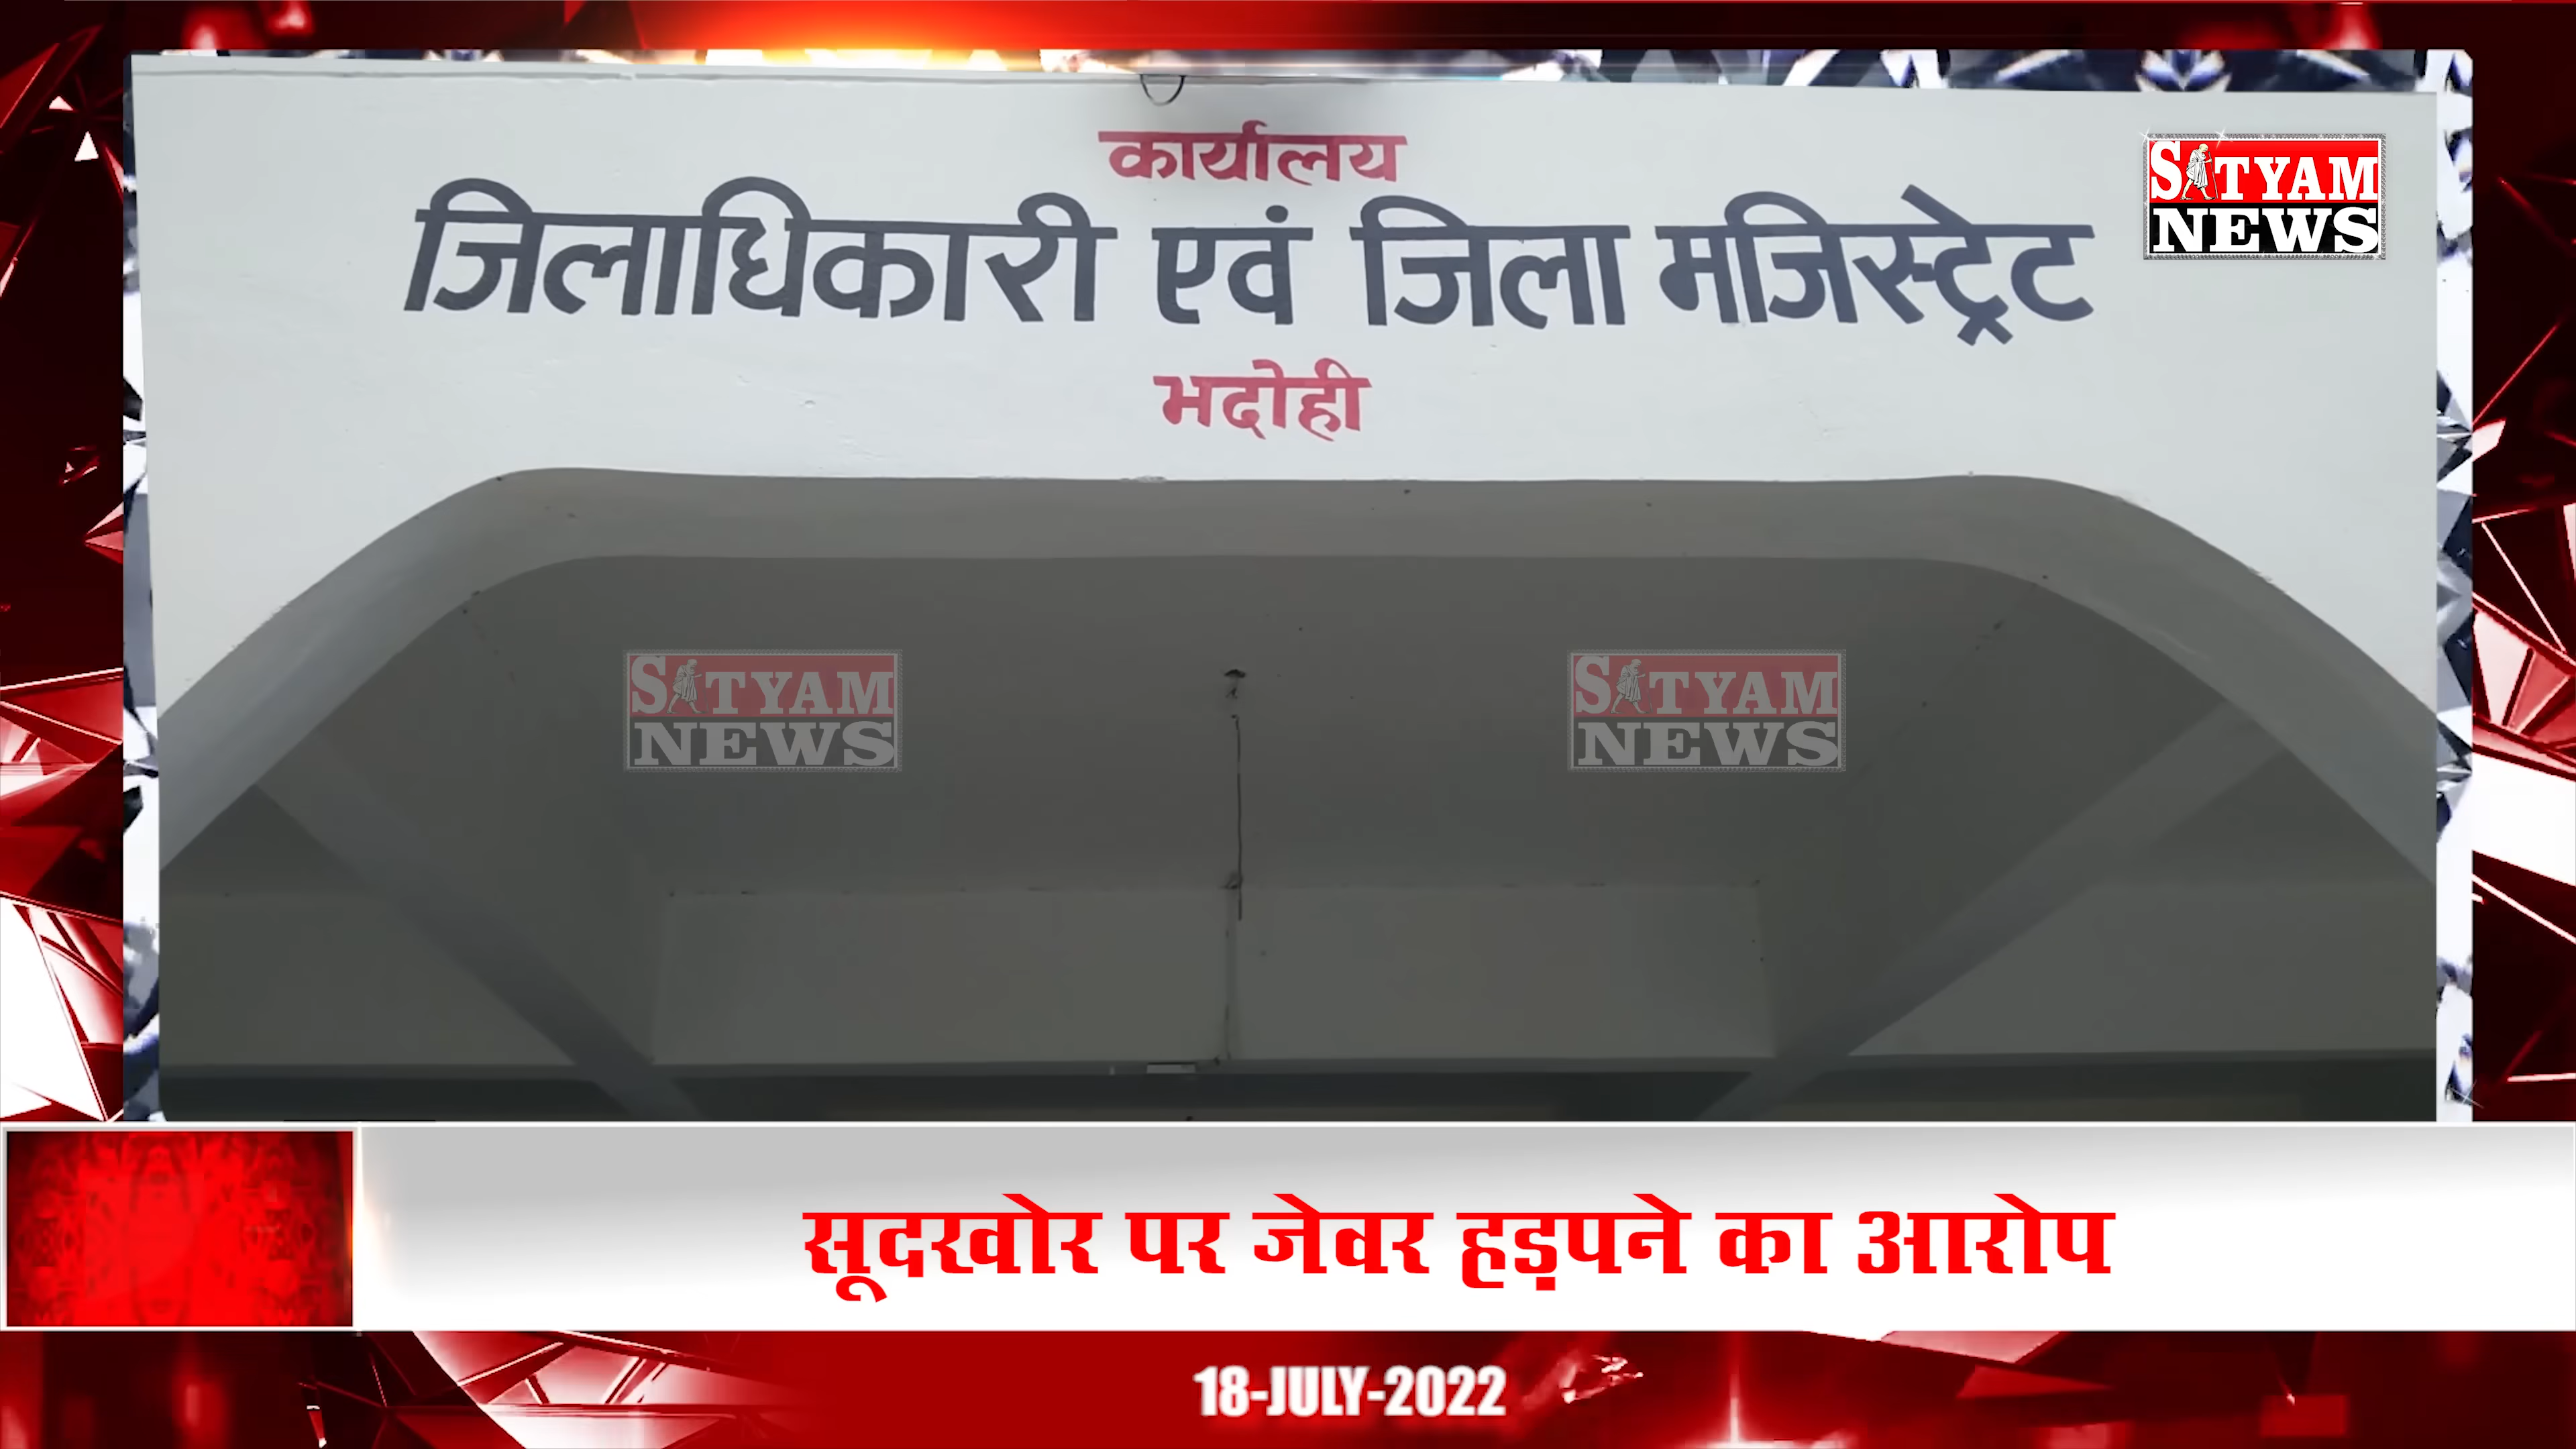 कार्यालय
जिलाधिकारी एवं जिला मजिस्ट्रेट
भदोही
SATYAM
NEWS
SATYAM
NEWS
SATYAM
NEWS
सूदखोर पर जेवर हड़पने का आरोप
18-JULY-2022